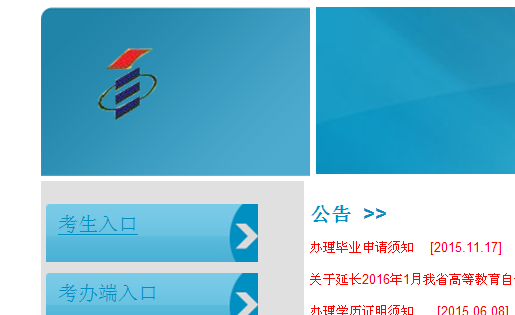 考生入口
考办端入口
公告 >>
办理毕业申请须知 [2015.11.17]
关于延长2016年1月我省高等教育自
办理学历证明须知 [2015.06.08]